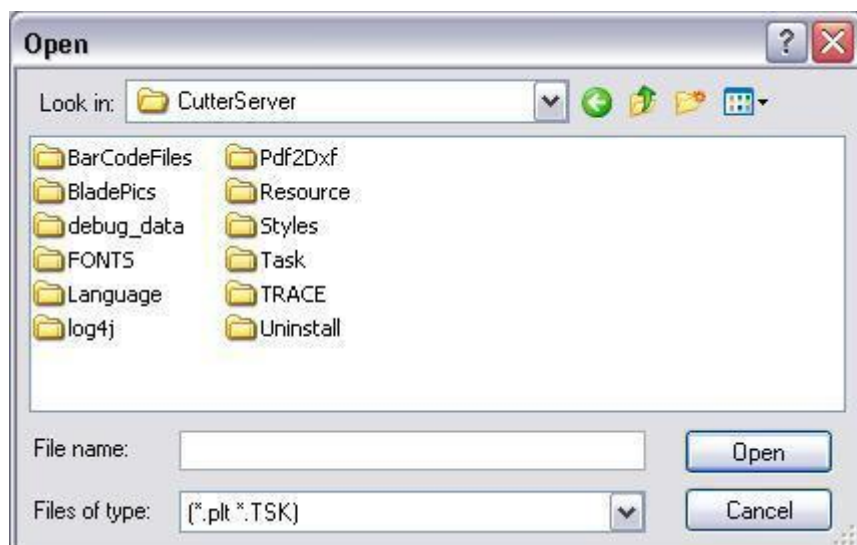 Open
Look in: CutterServer
BarCodeFiles Pdf2Dxf
BladePics Resource
debug_data Styles
FONTS Task
Language TRACE
log4j Uninstall
File name: Open
Files of type: (*.plt *.TSK) Cancel